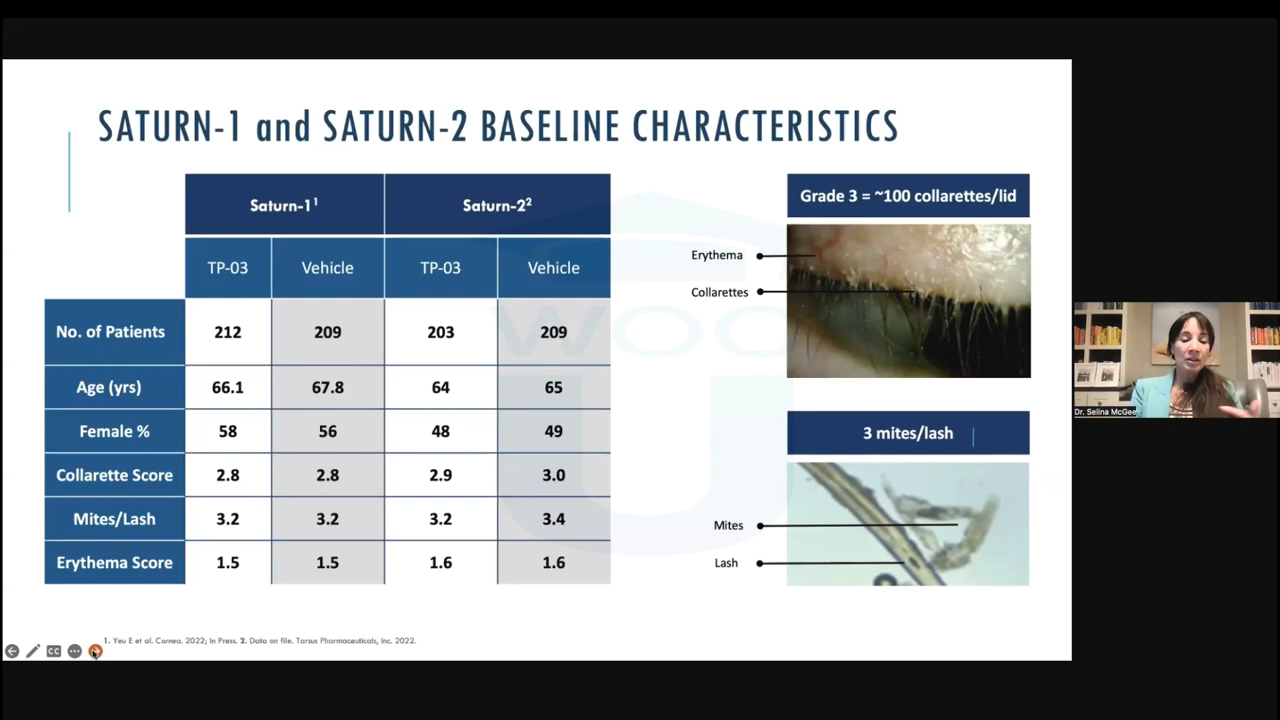 SATURN-1 and SATURN-2 BASELINE CHARACTERISTICS
Saturn-1¹ Saturn-2²
TP-03 Vehicle TP-03 Vehicle
No. of Patients 212 209 203 209
Age (yrs) 66.1 67.8 64 65
Female % 58 56 48 49
Collarette Score 2.8 2.8 2.9 3.0
Mites/Lash 3.2 3.2 3.2 3.4
Erythema Score 1.5 1.5 1.6 1.6
Grade 3 = ~100 collarettes/lid
Erythema
Collarettes
3 mites/lash
Mites
Lash
WOO
U
1. Yeu E et al. Cornea. 2022; In Press. 2. Data on file. Tarsus Pharmaceuticals, Inc. 2022.
CC
Dr. Selina McGee